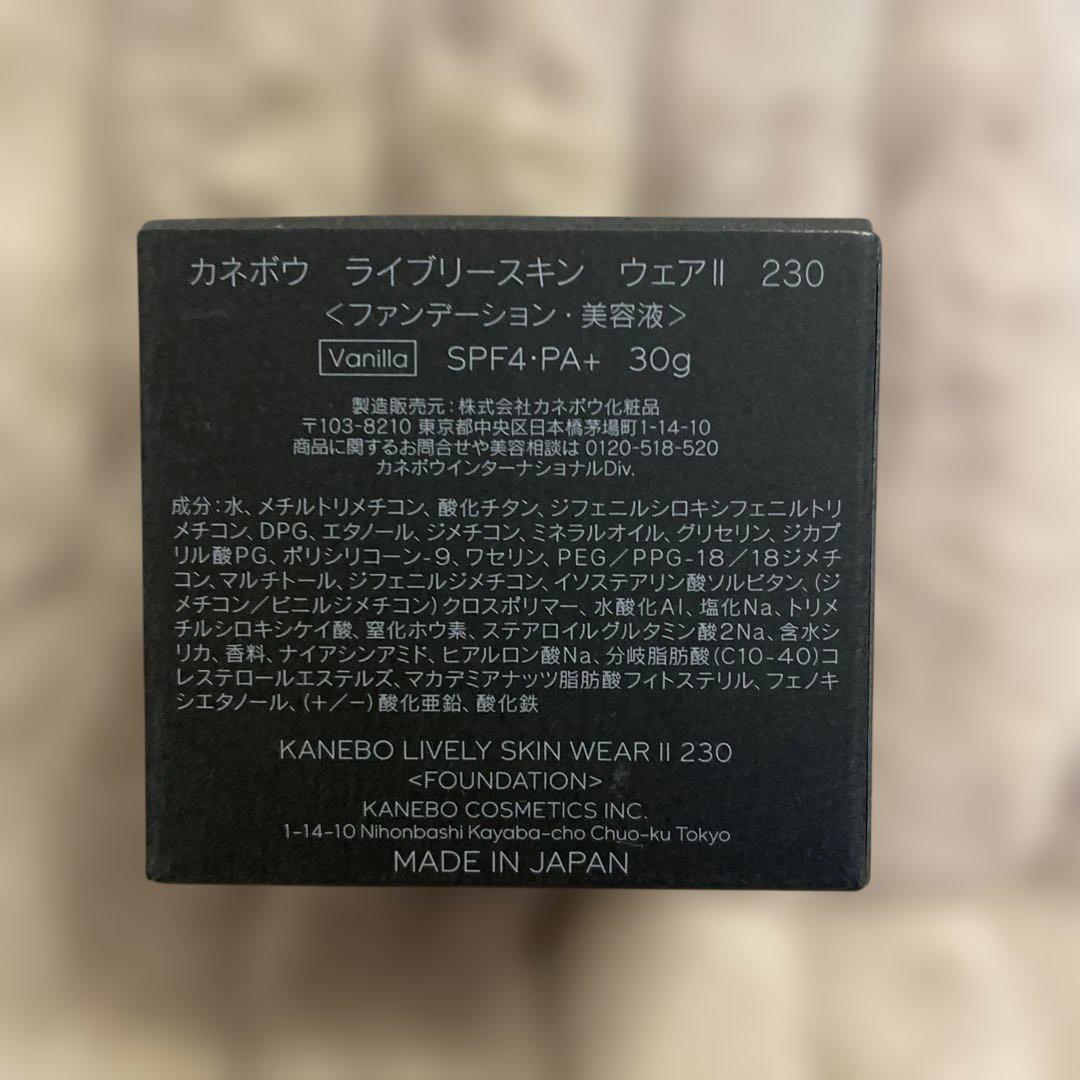 カネボウ ライブリースキン ウェアII 230
<ファンデーション・美容液>
Vanilla SPF4・PA+ 30g
製造販売元:株式会社カネボウ化粧品
〒103-8210 東京都中央区日本橋茅場町1-14-10
商品に関するお問合せや美容相談は 0120-518-520
カネボウインターナショナルDiv.
成分:水、メチルトリメチコン、酸化チタン、ジフェニルシロキシフェニルトリ
メチコン、DPG、エタノール、ジメチコン、ミネラルオイル、グリセリン、ジカプ
リル酸PG、ポリシリコーン-9、ワセリン、PEG/PPG-18/18ジメチ
コン、マルチトール、ジフェニルジメチコン、イソステアリン酸ソルビタン、(ジ
メチコン/ビニルジメチコン)クロスポリマー、水酸化Al、塩化Na、トリメ
チルシロキシケイ酸、窒化ホウ素、ステアロイルグルタミン酸2Na、含水シ
リカ、香料、ナイアシンアミド、ヒアルロン酸Na、分岐脂肪酸(C10-40)コ
レステロールエステルズ、マカデミアナッツ脂肪酸フィトステリル、フェノキ
シエタノール、(+/-)酸化亜鉛、酸化鉄
KANEBO LIVELY SKIN WEAR II 230
<FOUNDATION>
KANEBO COSMETICS INC.
1-14-10 Nihonbashi Kayaba-cho Chuo-ku Tokyo
MADE IN JAPAN